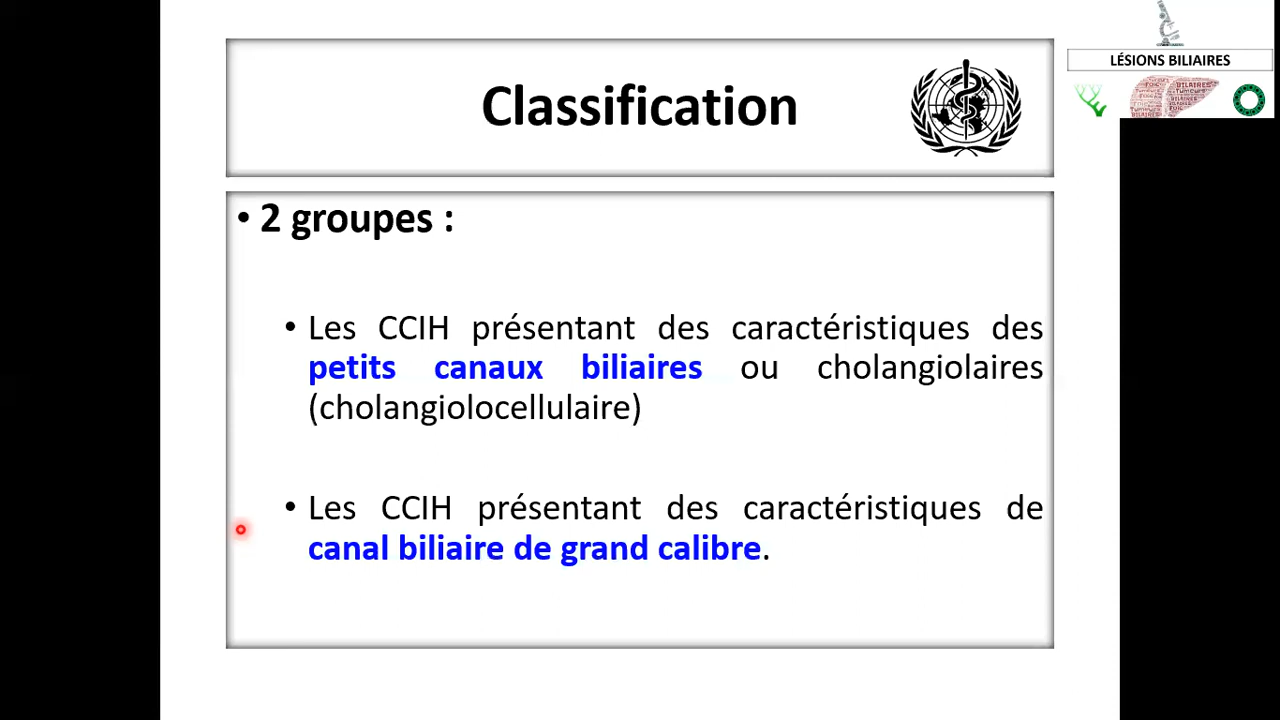 LÉSIONS BILIAIRES
Classification
• 2 groupes :
• Les CCIH présentant des caractéristiques des
petits canaux biliaires ou cholangiolaires
(cholangiolocellulaire)
• Les CCIH présentant des caractéristiques de
canal biliaire de grand calibre.